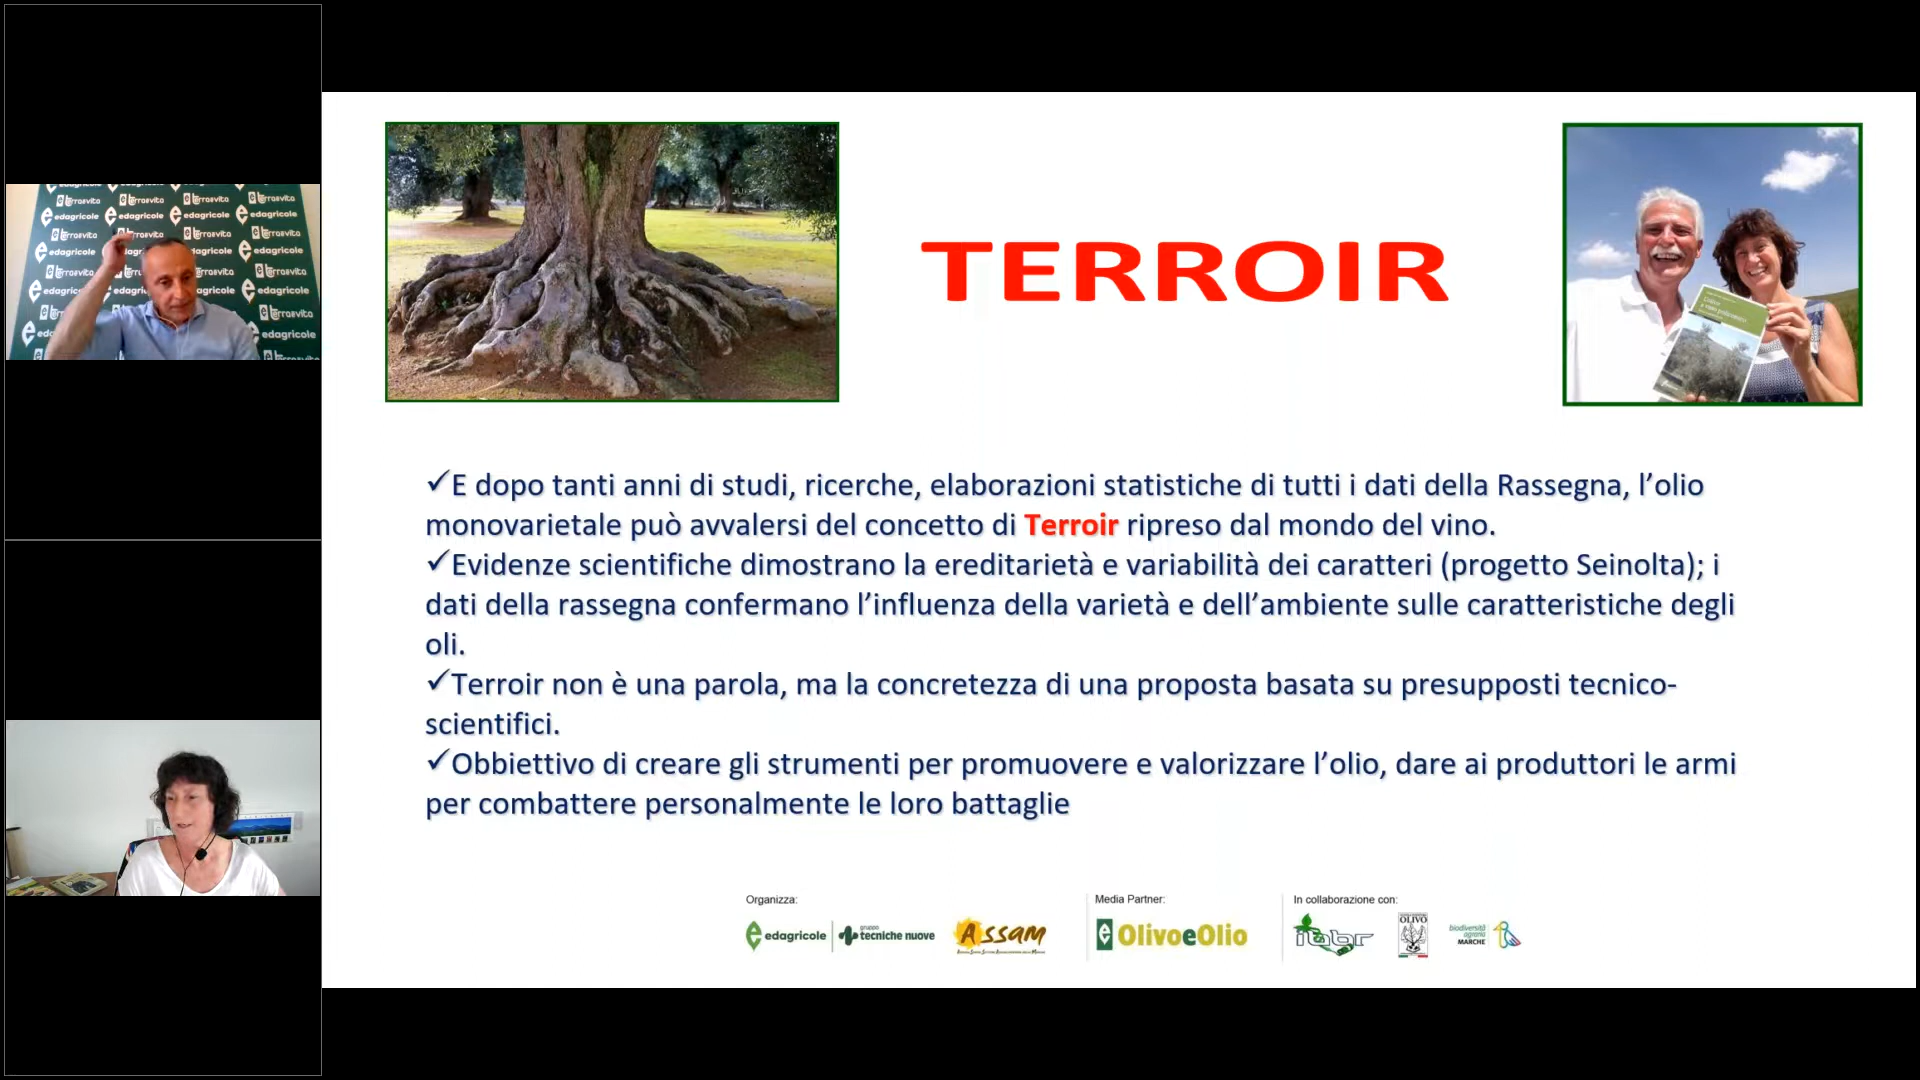 TERROIR
✓E dopo tanti anni di studi, ricerche, elaborazioni statistiche di tutti i dati della Rassegna, l’olio
monovarietale può avvalersi del concetto di Terroir ripreso dal mondo del vino.
✓Evidenze scientifiche dimostrano la ereditarietà e variabilità dei caratteri (progetto Seinolta); i
dati della rassegna confermano l’influenza della varietà e dell’ambiente sulle caratteristiche degli
oli.
✓Terroir non è una parola, ma la concretezza di una proposta basata su presupposti tecnico-
scientifici.
✓Obbiettivo di creare gli strumenti per promuovere e valorizzare l’olio, dare ai produttori le armi
per combattere personalmente le loro battaglie
Organizza:
edagricole
gruppo
tecniche nuove
Assam
Media Partner:
OlivoeOlio
In collaborazione con:
ibbr
OLIVO
biodiversità
agraria
MARCHE
terraevita
edagricole